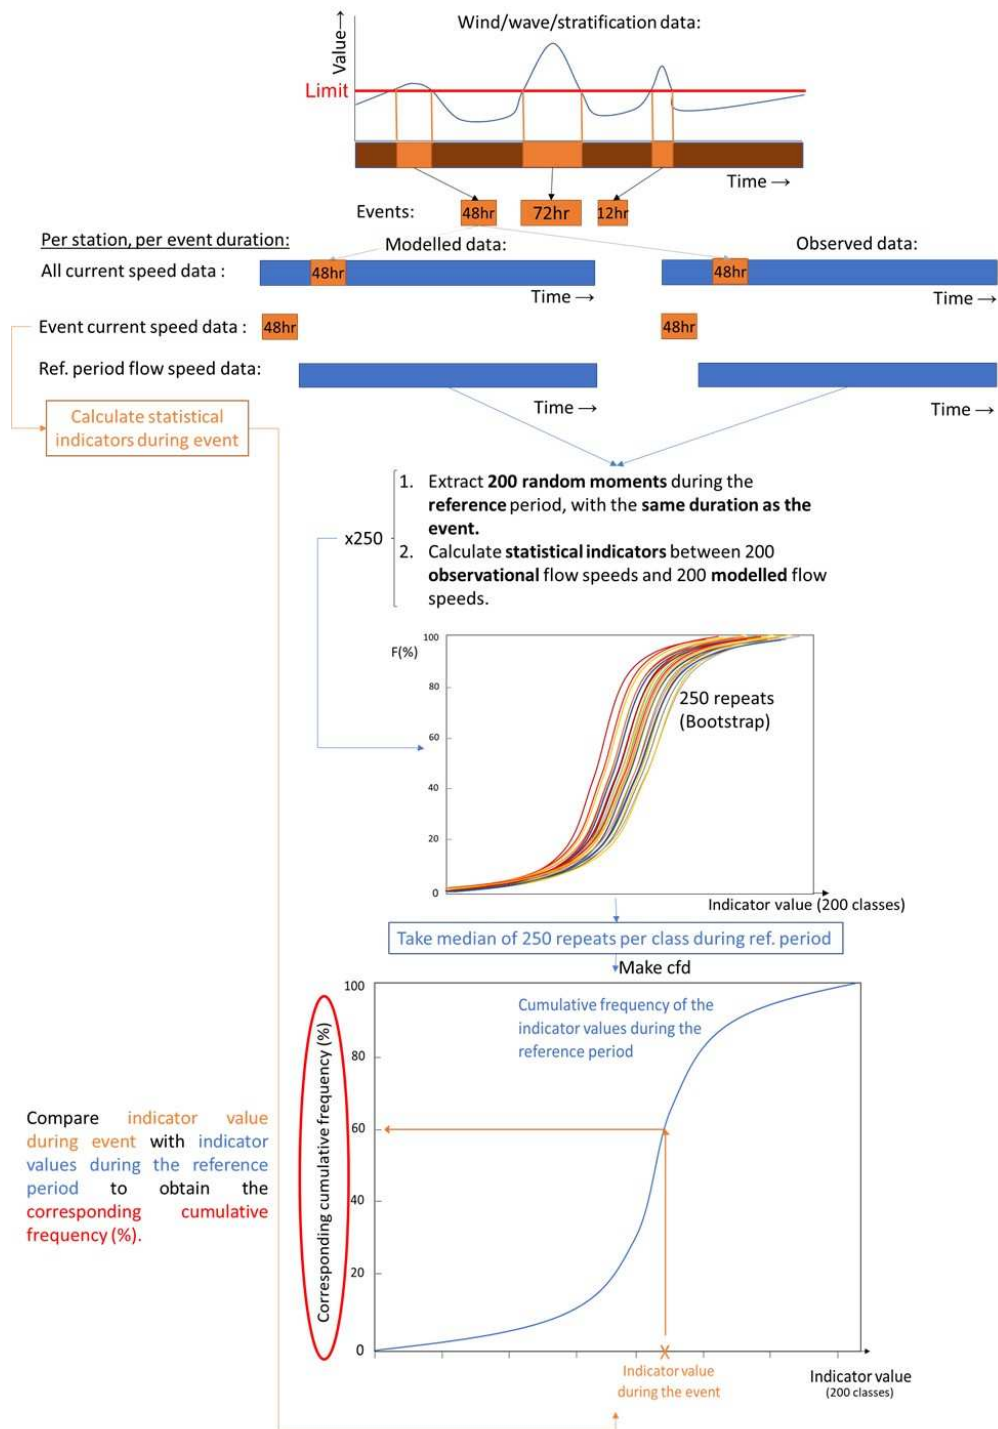 Wind/wave/stratification data:
Value→
Limit
Time →
Events:
48hr
72hr
12hr
Per station, per event duration:
Modelled data:
Observed data:
All current speed data :
48hr
48hr
Time →
Time →
Event current speed data :
48hr
48hr
Ref. period flow speed data:
Time →
Time →
Calculate statistical
indicators during event
x250
1. Extract 200 random moments during the
reference period, with the same duration as the
event.
2. Calculate statistical indicators between 200
observational flow speeds and 200 modelled flow
speeds.
F(%)
100
80
60
40
20
0
250 repeats
(Bootstrap)
Indicator value (200 classes)
Take median of 250 repeats per class during ref. period
Make cfd
Corresponding cumulative frequency (%)
100
80
60
40
20
0
Cumulative frequency of the
indicator values during the
reference period
Compare indicator value
during event with indicator
values during the reference
period to obtain the
corresponding cumulative
frequency (%).
Indicator value
during the event
Indicator value
(200 classes)